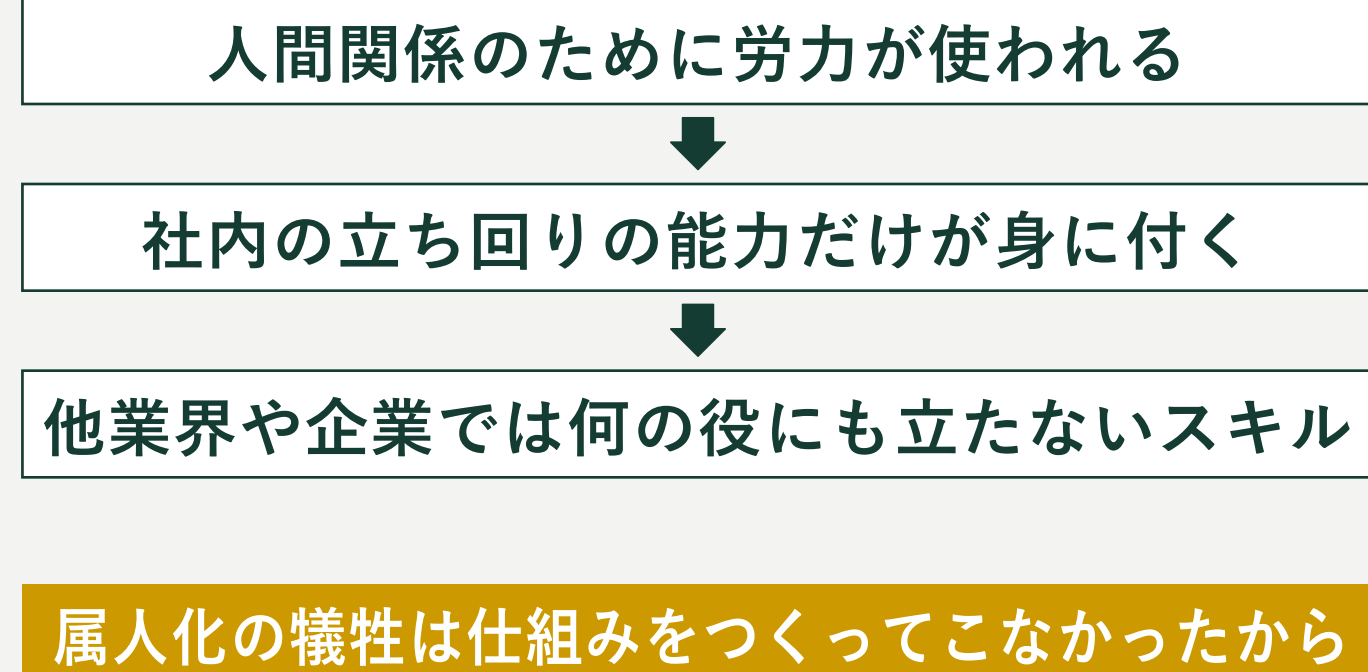 人間関係のために労力が使われる
社内の立ち回りの能力だけが身に付く
他業界や企業では何の役にも立たないスキル
属人化の犠牲は仕組みをつくってこなかったから